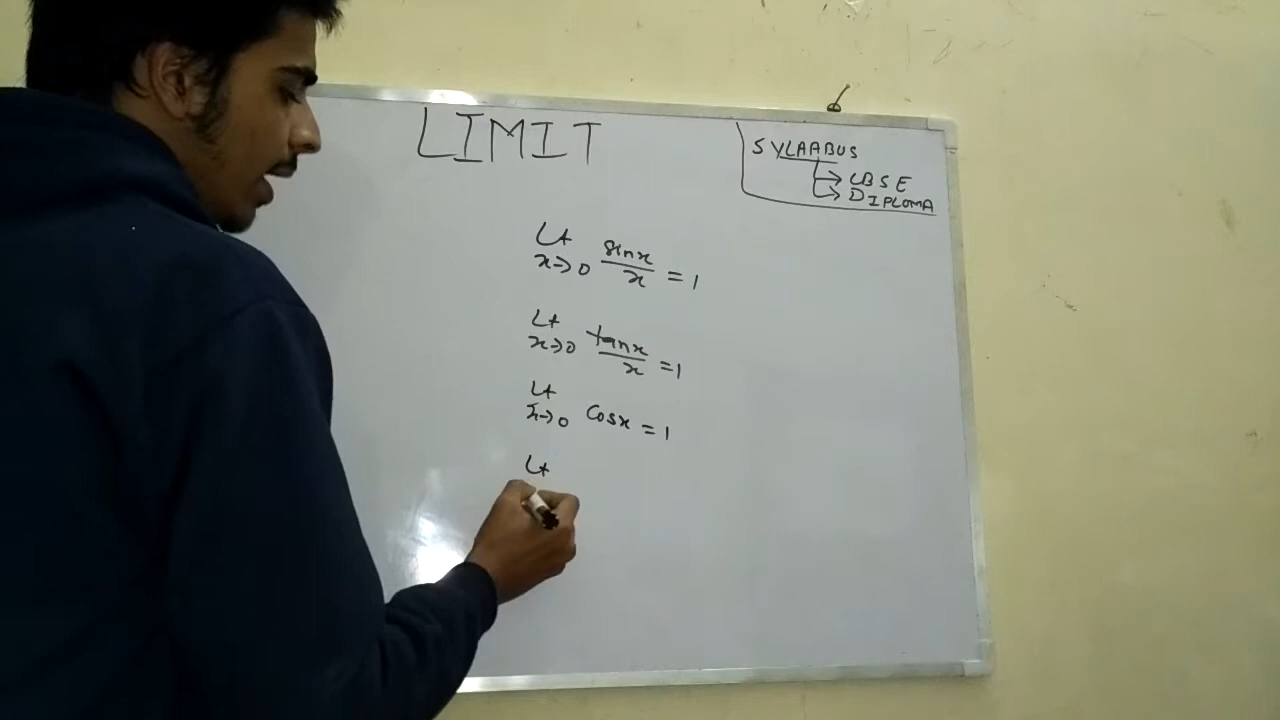 LIMIT
SYLAABUS
→ CBSE
→ DIPLOMA
Lt x→0 sinx/x = 1
Lt x→0 tanx/x = 1
Lt x→0 Cosx = 1
Lt